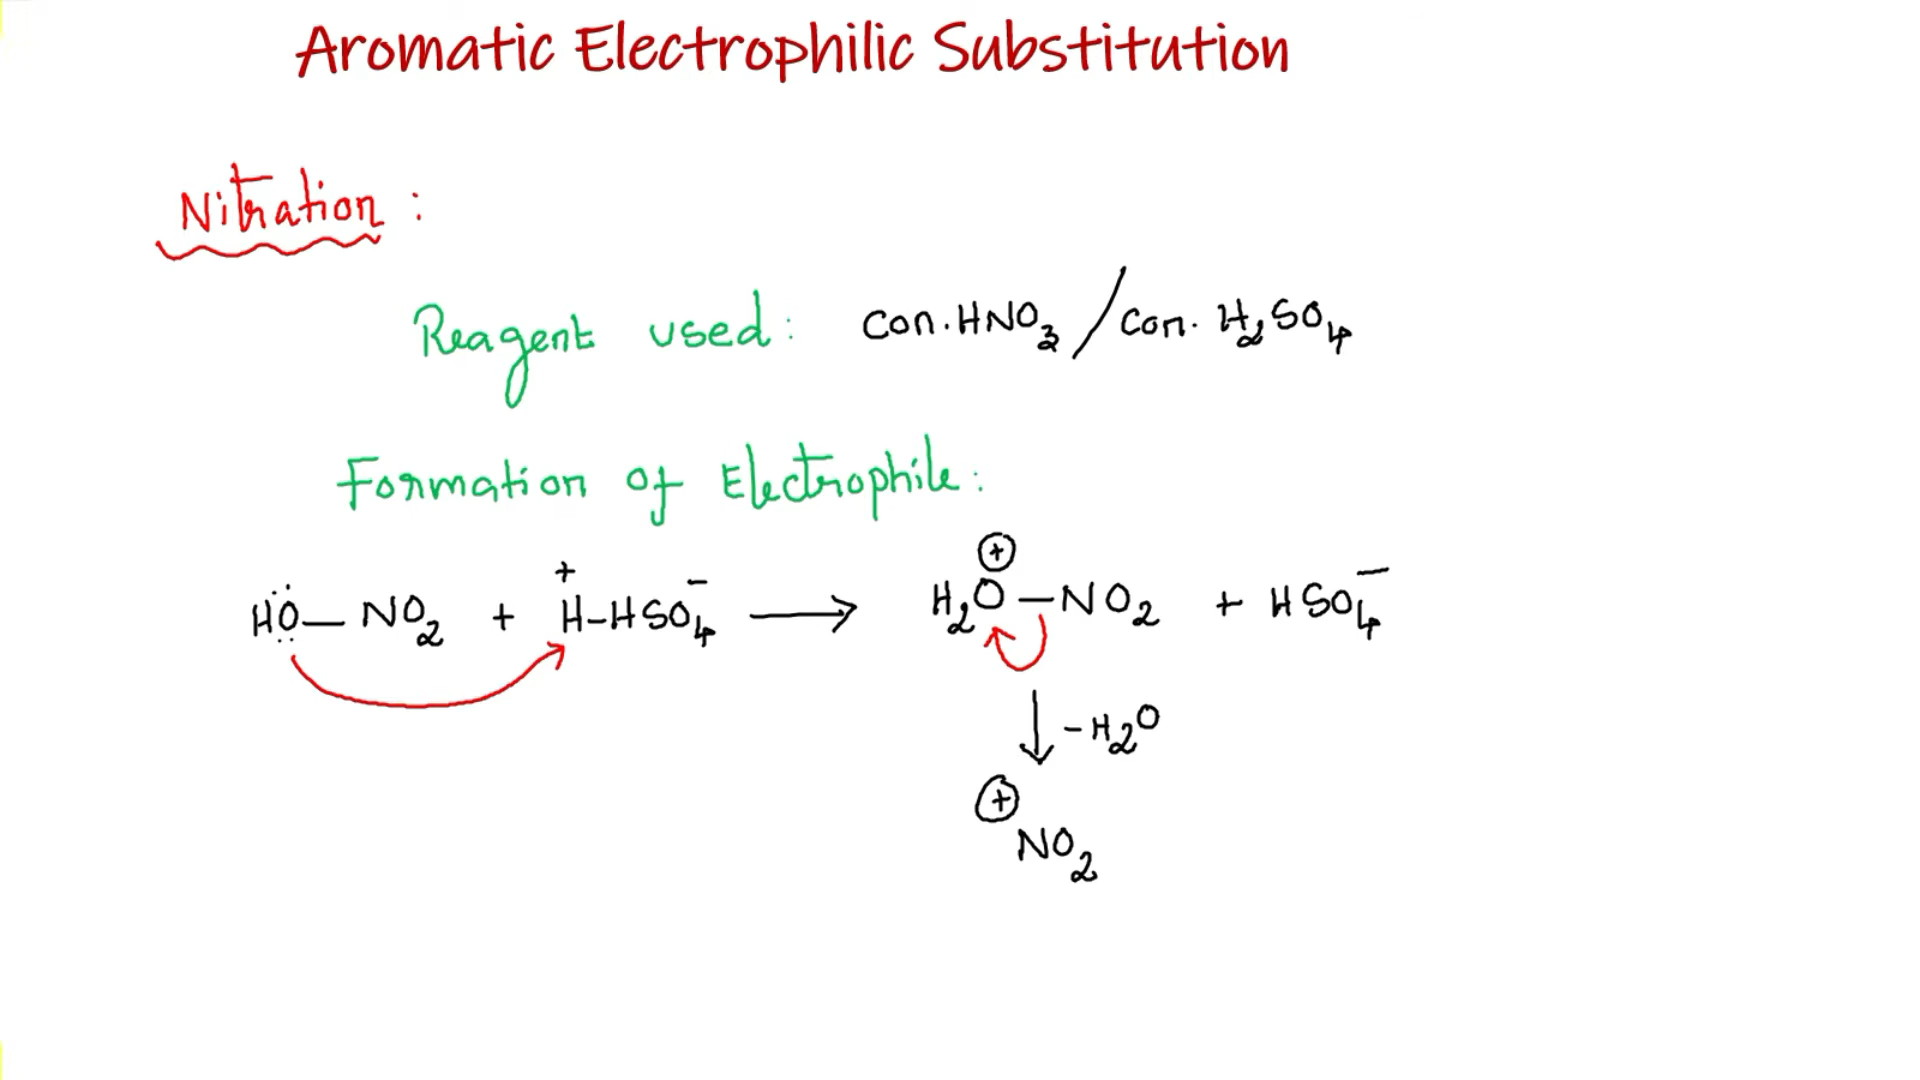 Aromatic Electrophilic Substitution
Nitration :
Reagent used : Con. HNO3 / Con. H2SO4
Formation of Electrophile :
HÖ — NO2 + H⁺-HSO4⁻ ⟶ H2O⊕ — NO2 + HSO4⁻
↓ - H2O
⊕NO2